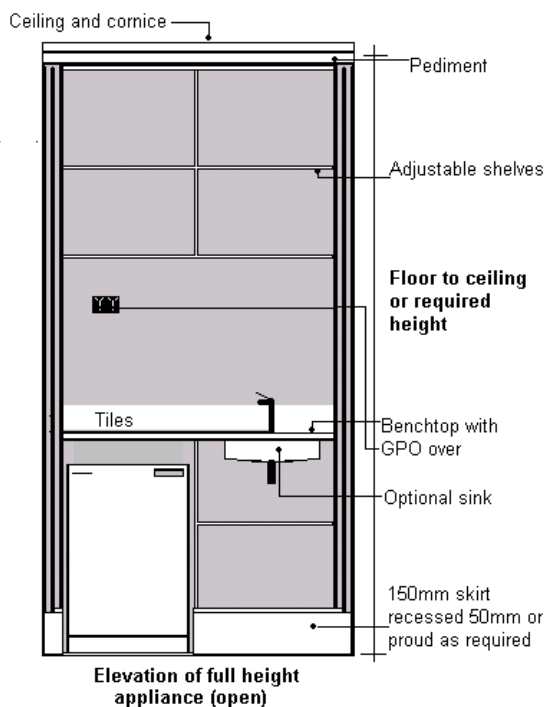 Ceiling and cornice
Pediment
Adjustable shelves
Floor to ceiling
or required
height
Tiles
Benchtop with
GPO over
Optional sink
150mm skirt
recessed 50mm or
proud as required
Elevation of full height
appliance (open)